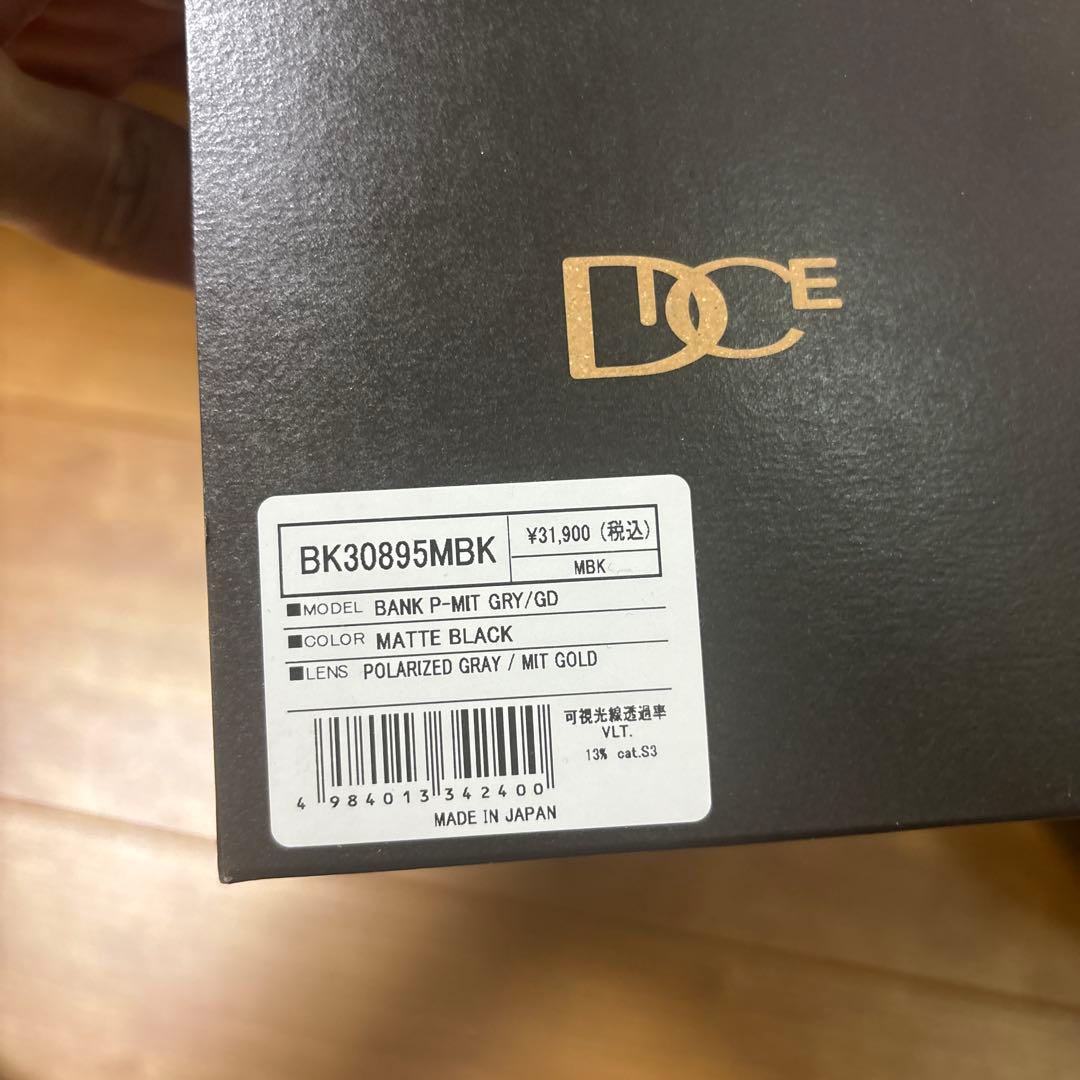 DICE
BK30895MBK
¥31,900 (税込)
MBK
■MODEL BANK P-MIT GRY/GD
■COLOR MATTE BLACK
■LENS POLARIZED GRAY / MIT GOLD
可視光線透過率
VLT.
13% cat.S3
4 984013 342400
MADE IN JAPAN